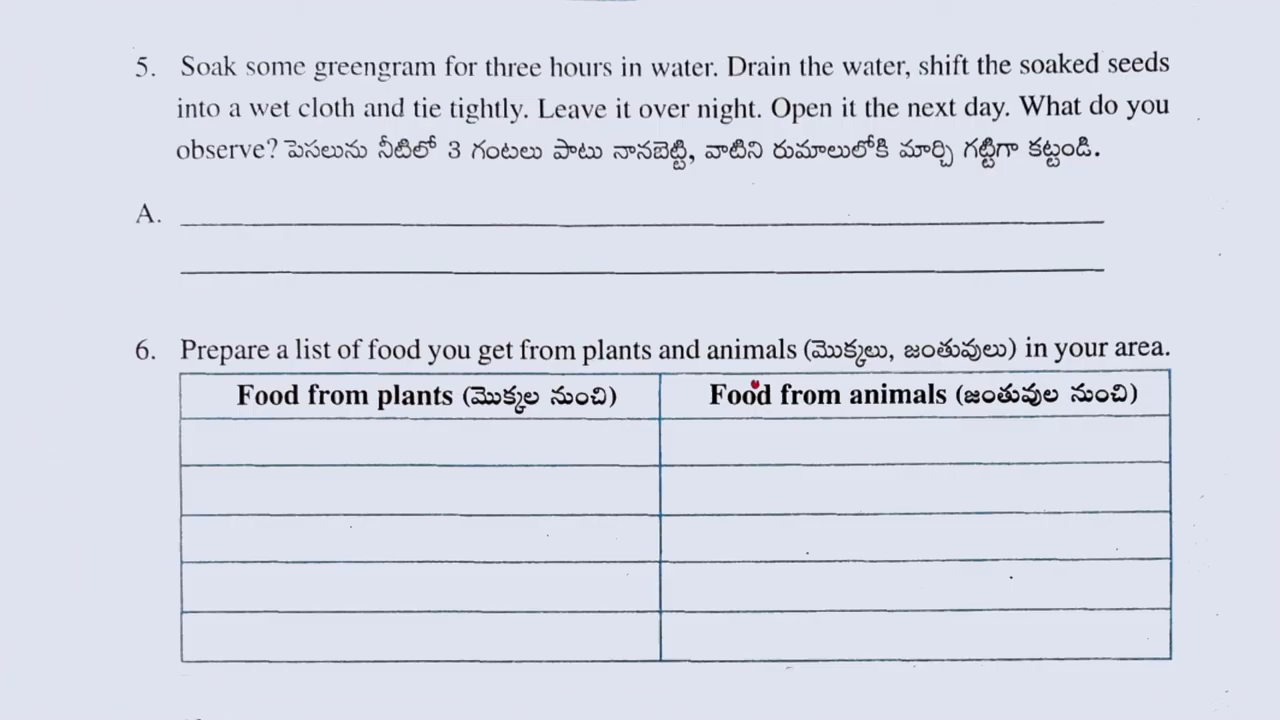 5. Soak some greengram for three hours in water. Drain the water, shift the soaked seeds
into a wet cloth and tie tightly. Leave it over night. Open it the next day. What do you
observe? పెసలును నీటిలో 3 గంటలు పాటు నానబెట్టి, వాటిని రుమాలులోకి మార్చి గట్టిగా కట్టండి.
A.
6. Prepare a list of food you get from plants and animals (మొక్కలు, జంతువులు) in your area.
Food from plants (మొక్కల నుంచి) Food from animals (జంతువుల నుంచి)